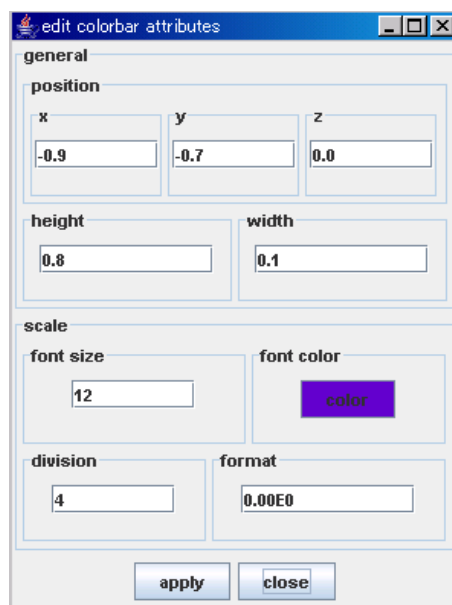 edit colorbar attributes
general
position
x y z
-0.9 -0.7 0.0
height width
0.8 0.1
scale
font size font color
12 color
division format
4 0.00E0
apply close